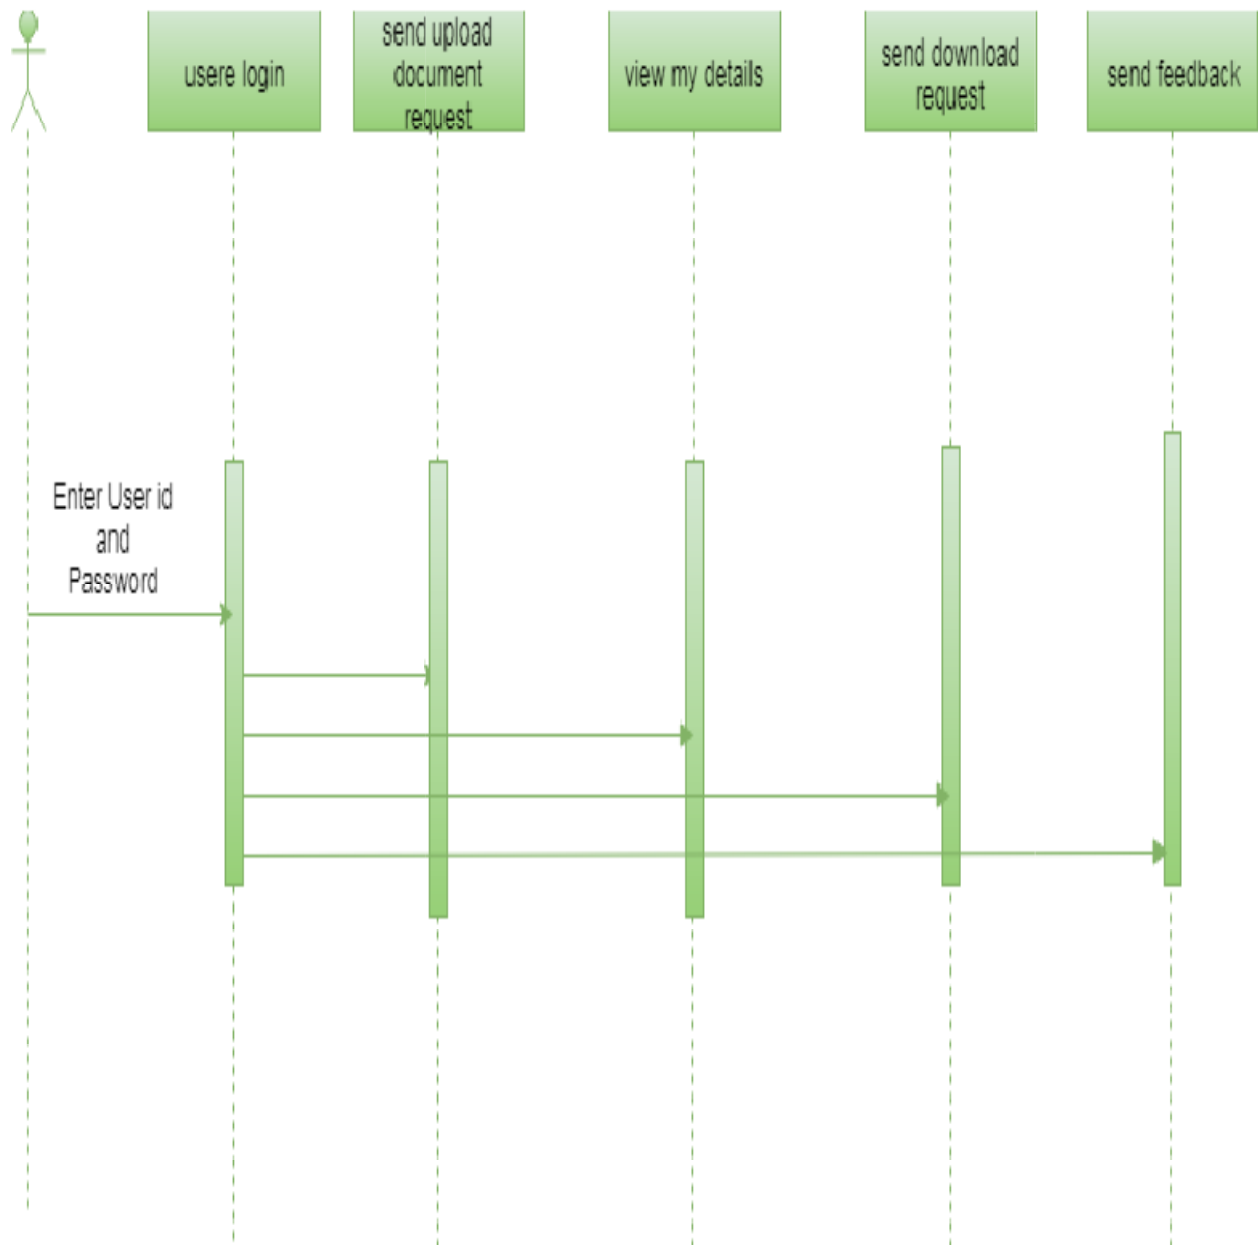 usere login
send upload
document
request
view my details
send download
request
send feedback
Enter User id
and
Password